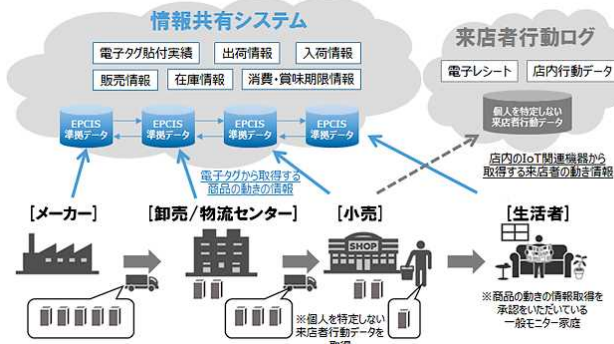 情報共有システム
電子タグ貼付実績
出荷情報
入荷情報
販売情報
在庫情報
消費・賞味期限情報
EPCIS
準拠データ
EPCIS
準拠データ
EPCIS
準拠データ
EPCIS
準拠データ
電子タグから取得する
商品の動きの情報
来店者行動ログ
電子レシート
店内行動データ
個人を特定しない
来店者行動データ
店内のIoT関連機器から
取得する来店者の動き情報
[メーカー]
[卸売/物流センター]
[小売]
[生活者]
SHOP
※個人を特定しない
来店者行動データを
取得
※商品の動きの情報取得を
承認をいただいている
一般モニター家庭